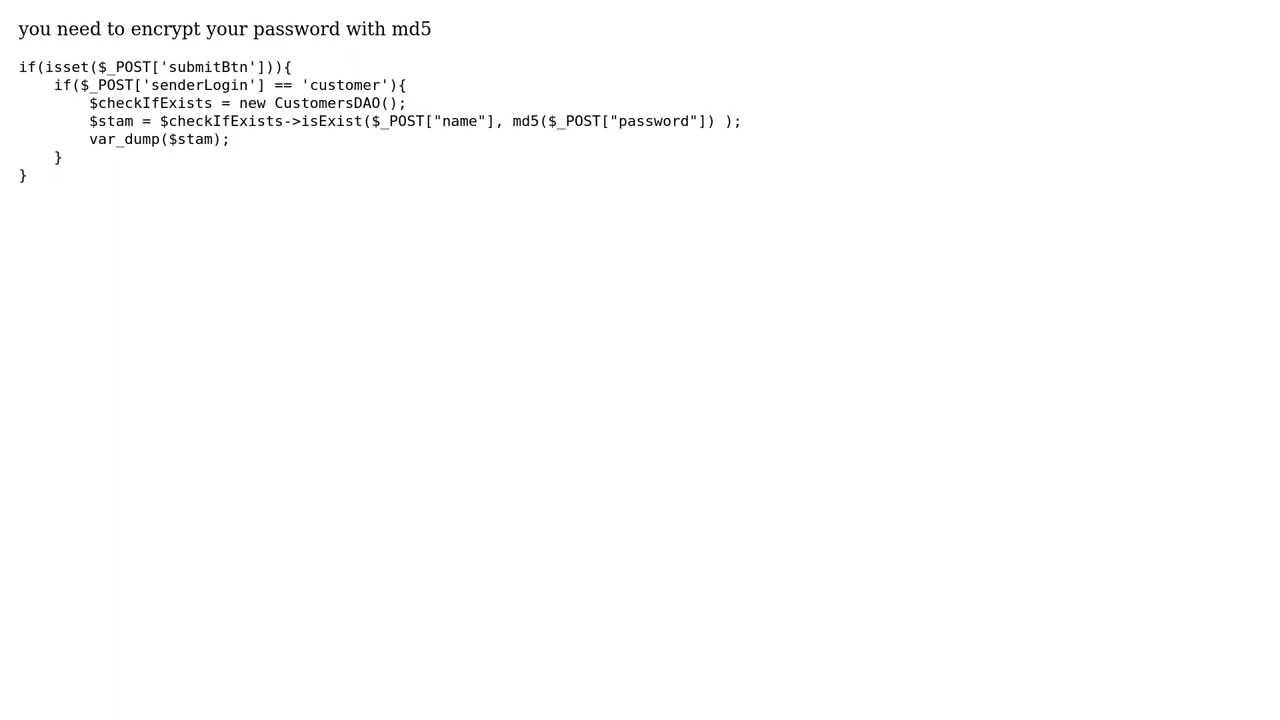 you need to encrypt your password with md5
if(isset($_POST['submitBtn'])){
    if($_POST['senderLogin'] == 'customer'){
        $checkIfExists = new CustomersDAO();
        $stam = $checkIfExists->isExist($_POST["name"], md5($_POST["password"]) );
        var_dump($stam);
    }
}